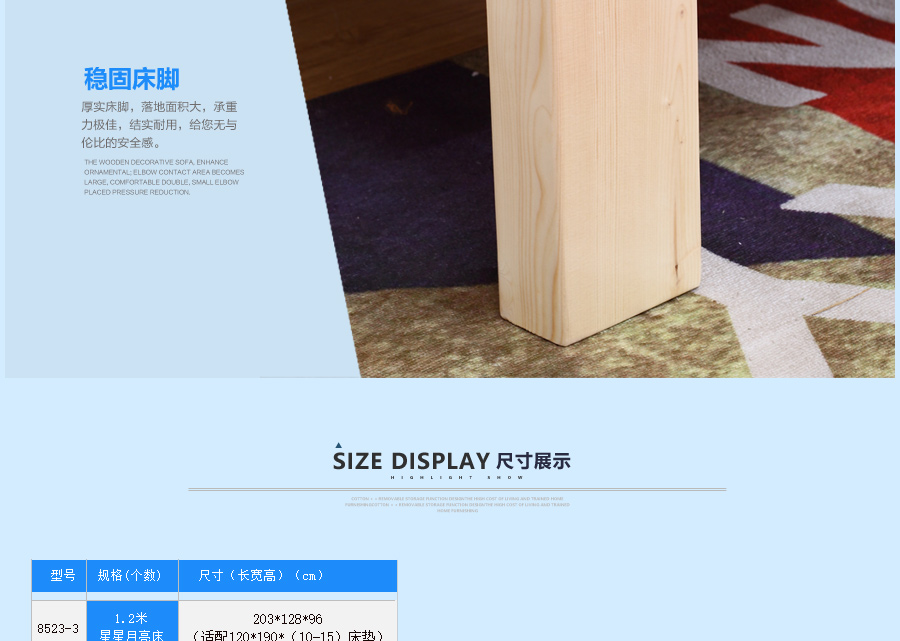 稳固床脚
厚实床脚，落地面积大，承重
力极佳，结实耐用，给您无与
伦比的安全感。
THE WOODEN DECORATIVE SOFA, ENHANCE
ORNAMENTAL; ELBOW CONTACT AREA BECOMES
LARGE, COMFORTABLE DOUBLE, SMALL ELBOW
PLACED PRESSURE REDUCTION.
SIZE DISPLAY 尺寸展示
HIGHLIGHT SHOW
型号 规格(个数) 尺寸（长宽高）（cm）
8523-3 1.2米 203*128*96
星星月亮床 （适配120*190*（10-15）床垫）